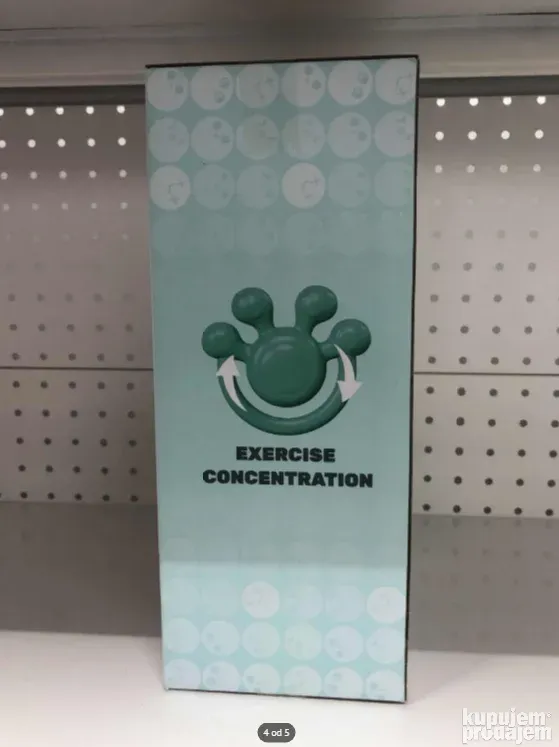 EXERCISE
CONCENTRATION
4 od 5
kupujem
prodajem